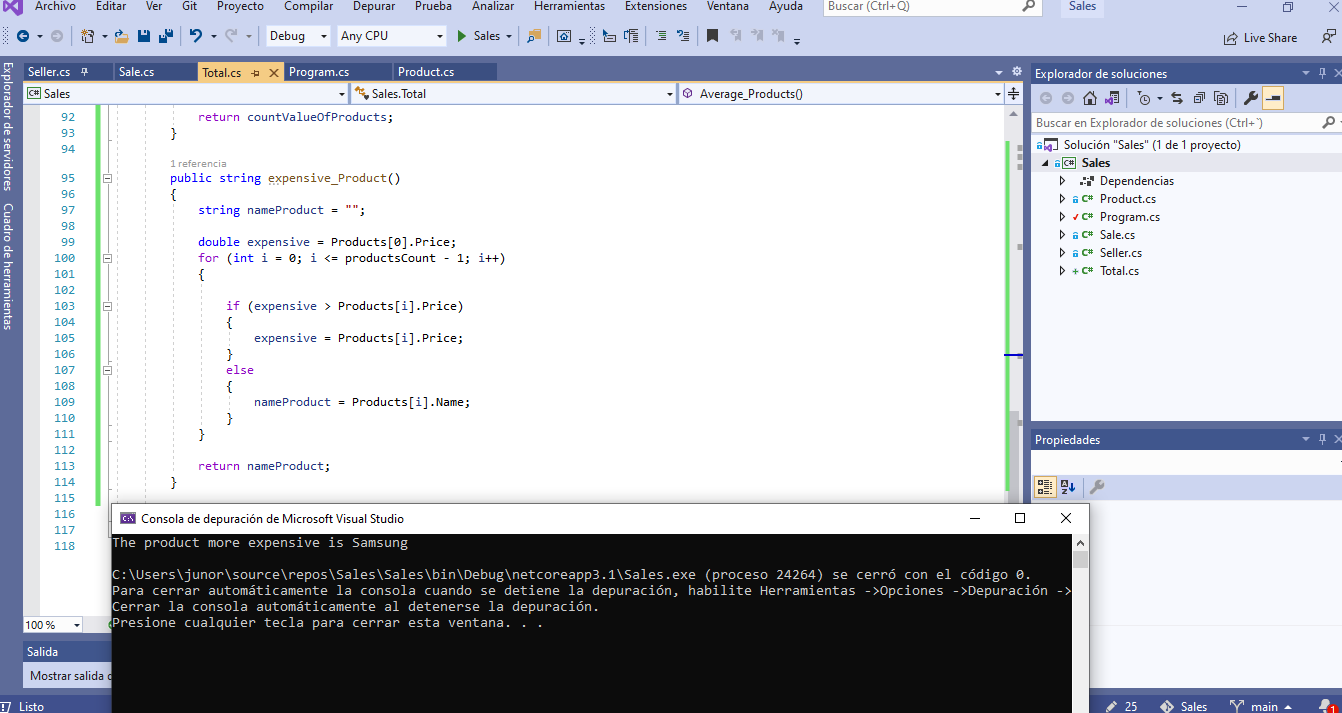 Archivo Editar Ver Git Proyecto Compilar Depurar Prueba Analizar Herramientas Extensiones Ventana Ayuda Buscar (Ctrl+Q) Sales
Debug Any CPU Sales Live Share
Explorador de servidores
Cuadro de herramientas
Seller.cs Sale.cs Total.cs Program.cs Product.cs
Sales Sales.Total Average_Products()
92 return countValueOfProducts;
93 }
94
1 referencia
95 public string expensive_Product()
96 {
97 string nameProduct = "";
98
99 double expensive = Products[0].Price;
100 for (int i = 0; i <= productsCount - 1; i++)
101 {
102
103 if (expensive > Products[i].Price)
104 {
105 expensive = Products[i].Price;
106 }
107 else
108 {
109 nameProduct = Products[i].Name;
110 }
111 }
112
113 return nameProduct;
114 }
115
116
117
118
100 %
Salida
Mostrar salida
Listo
Explorador de soluciones
Buscar en Explorador de soluciones (Ctrl+`)
Solución "Sales" (1 de 1 proyecto)
C# Sales
Dependencias
C# Product.cs
C# Program.cs
C# Sale.cs
C# Seller.cs
C# Total.cs
Propiedades
Consola de depuración de Microsoft Visual Studio
The product more expensive is Samsung
C:\Users\junor\source\repos\Sales\Sales\bin\Debug\netcoreapp3.1\Sales.exe (proceso 24264) se cerró con el código 0.
Para cerrar automáticamente la consola cuando se detiene la depuración, habilite Herramientas ->Opciones ->Depuración ->
Cerrar la consola automáticamente al detenerse la depuración.
Presione cualquier tecla para cerrar esta ventana. . .
25 Sales main 1